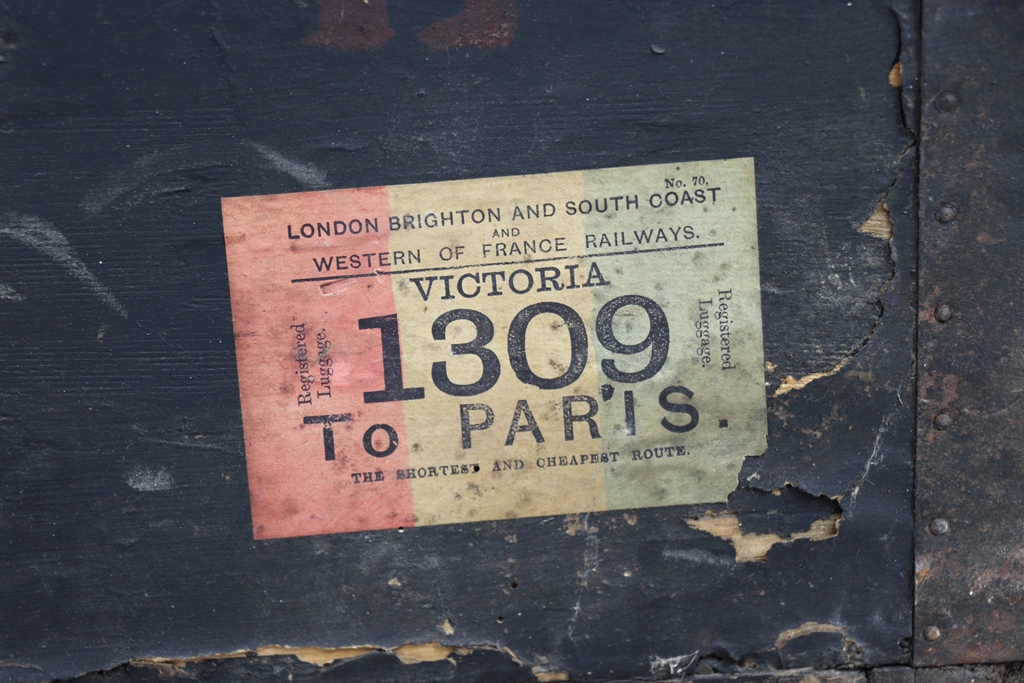 No. 70,
LONDON BRIGHTON AND SOUTH COAST
AND
WESTERN OF FRANCE RAILWAYS.
VICTORIA
Registered
Luggage.
1309
Registered
Luggage.
To PARIS.
THE SHORTEST AND CHEAPEST ROUTE.